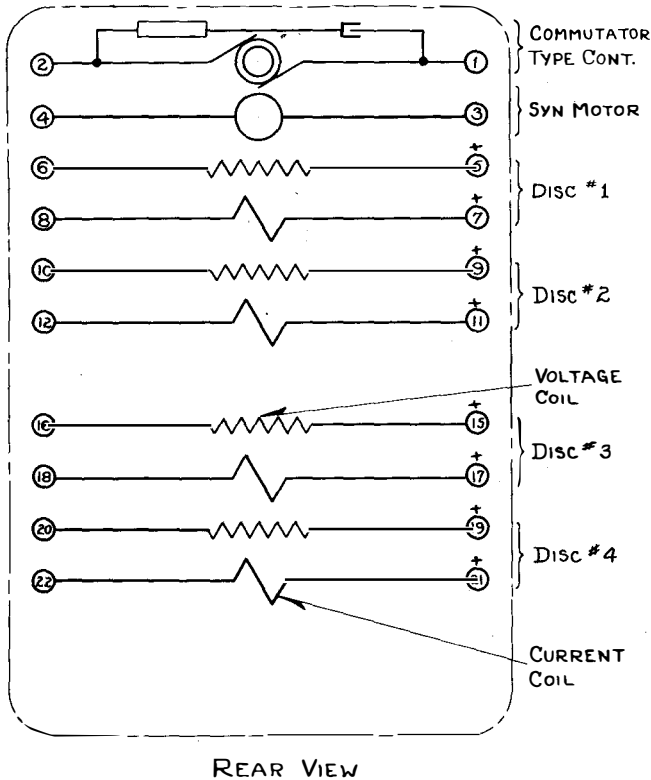 COMMUTATOR
TYPE CONT.
2 1
4 3 SYN MOTOR
+
6 5
DISC #1
+
8 7
+
10 9
DISC #2
+
12 11
VOLTAGE
COIL
+
16 15
DISC #3
+
18 17
+
20 19
DISC #4
+
22 21
CURRENT
COIL
REAR VIEW